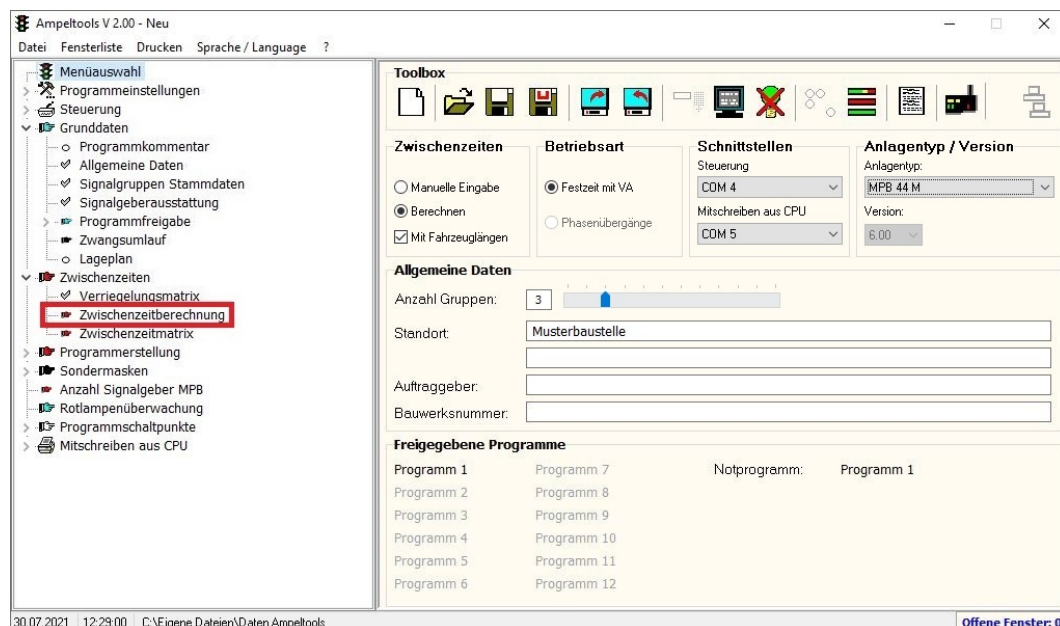 Ampeltools V 2.00 - Neu
Datei Fensterliste Drucken Sprache / Language ?
Menüauswahl
Programmeinstellungen
Steuerung
Grunddaten
Programmkommentar
Allgemeine Daten
Signalgruppen Stammdaten
Signalgeberausstattung
Programmfreigabe
Zwangsumlauf
Lageplan
Zwischenzeiten
Verriegelungsmatrix
Zwischenzeitberechnung
Zwischenzeitmatrix
Programmerstellung
Sondermasken
Anzahl Signalgeber MPB
Rotlampenüberwachung
Programmschaltpunkte
Mitschreiben aus CPU
Toolbox
Zwischenzeiten
Manuelle Eingabe
Berechnen
Mit Fahrzeuglängen
Betriebsart
Festzeit mit VA
Phasenübergänge
Schnittstellen
Steuerung
COM 4
Mitschreiben aus CPU
COM 5
Anlagentyp / Version
Anlagentyp:
MPB 44 M
Version:
6.00
Allgemeine Daten
Anzahl Gruppen: 3
Standort: Musterbaustelle
Auftraggeber:
Bauwerksnummer:
Freigegebene Programme
Programm 1 Programm 7 Notprogramm: Programm 1
Programm 2 Programm 8
Programm 3 Programm 9
Programm 4 Programm 10
Programm 5 Programm 11
Programm 6 Programm 12
30.07.2021 12:29:00 C:\Eigene Dateien\Daten Ampeltools Offene Fenster: 0